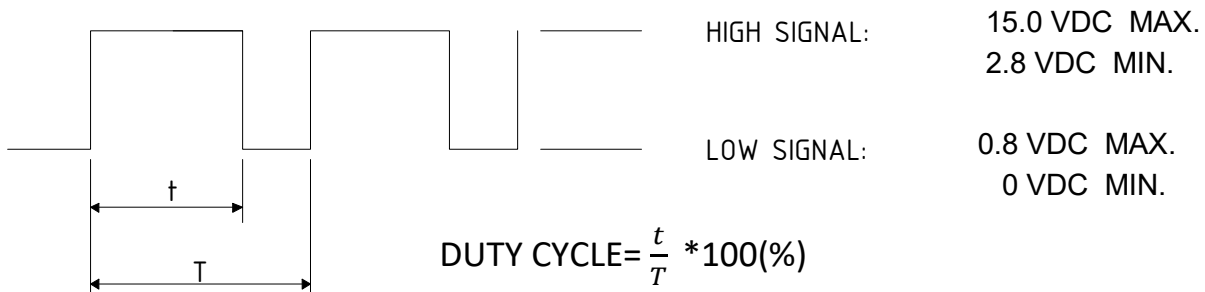 HIGH SIGNAL: 15.0 VDC MAX.
2.8 VDC MIN.
LOW SIGNAL: 0.8 VDC MAX.
0 VDC MIN.
t
T
DUTY CYCLE= t/T *100(%)